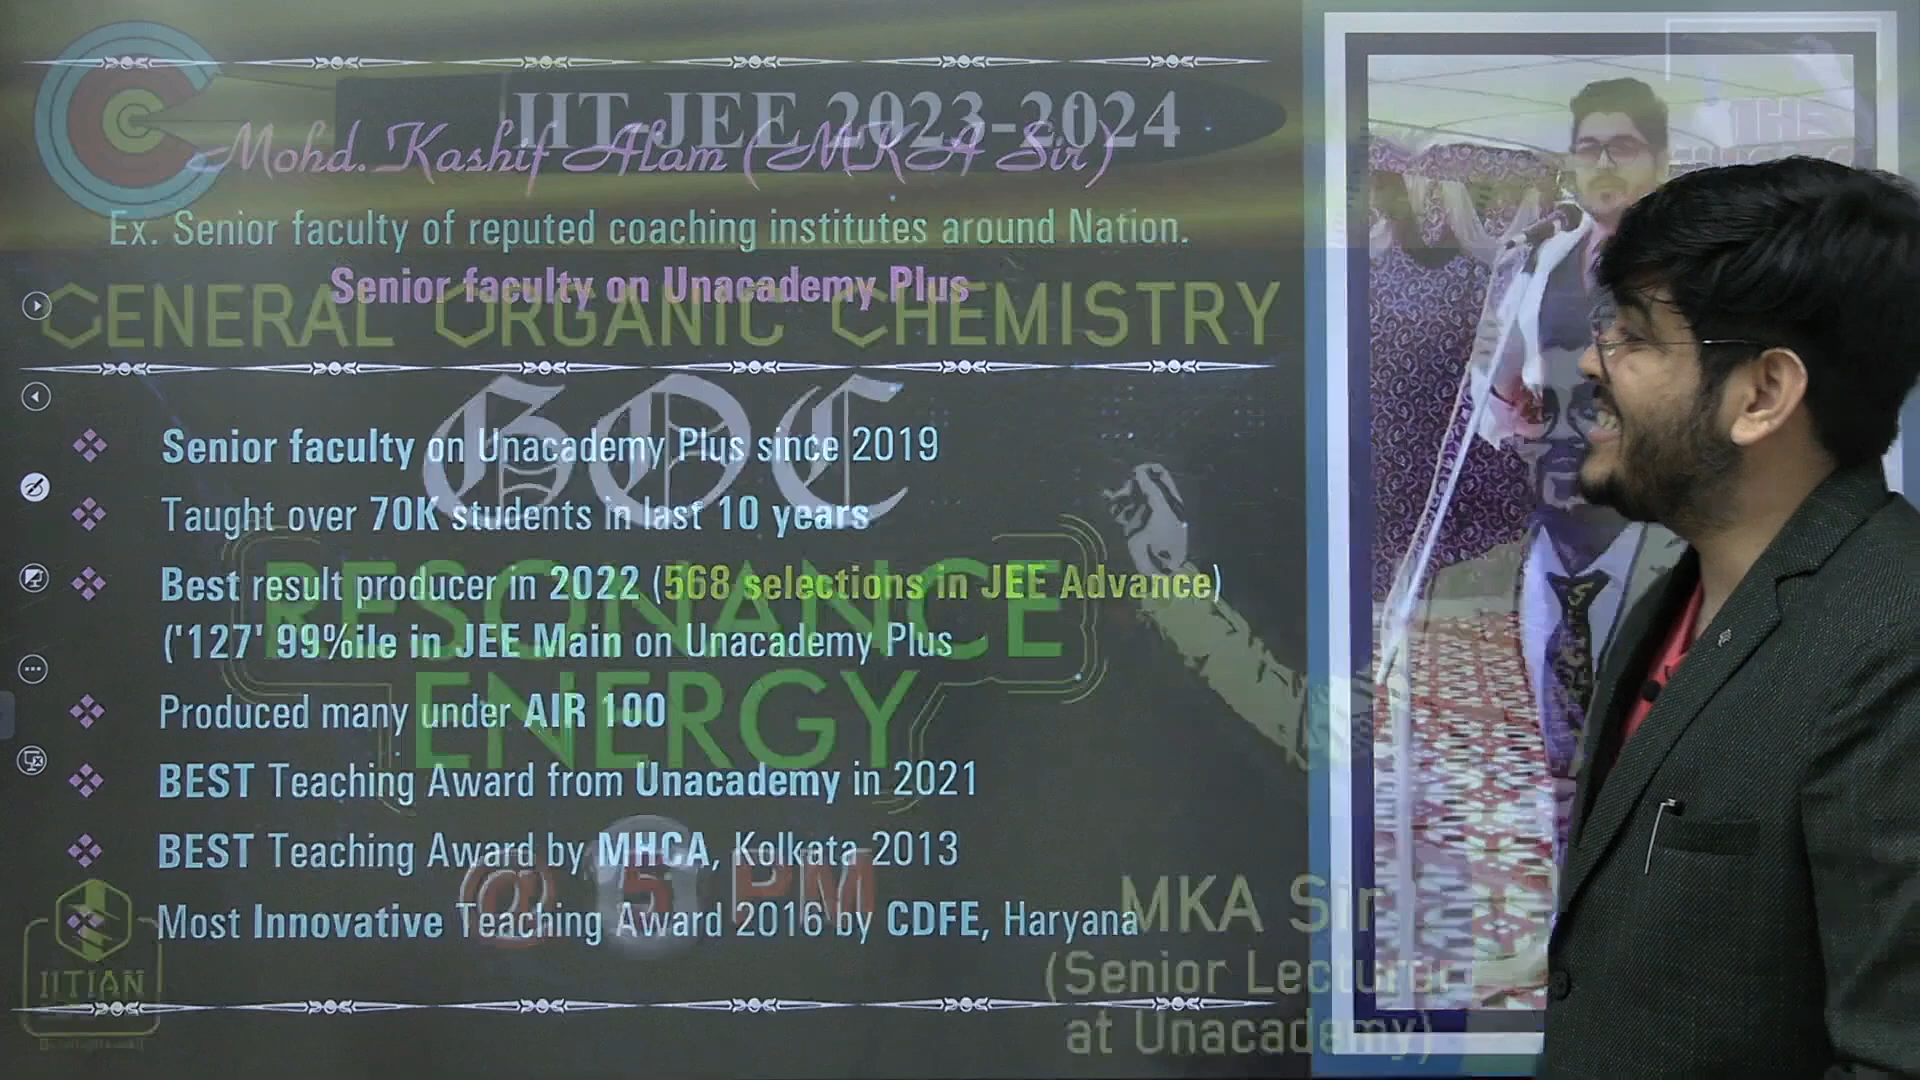 IIT-JEE 2023-2024
Mohd. Kashif Alam (MKA Sir)
THE
Ex. Senior faculty of reputed coaching institutes around Nation.
Senior faculty on Unacademy Plus
GENERAL ORGANIC CHEMISTRY
GOC
Senior faculty on Unacademy Plus since 2019
Taught over 70K students in last 10 years
RESONANCE
Best result producer in 2022 (568 selections in JEE Advance)
('127' 99%ile in JEE Main on Unacademy Plus
ENERGY
Produced many under AIR 100
BEST Teaching Award from Unacademy in 2021
BEST Teaching Award by MHCA, Kolkata 2013
@ 5 PM
Most Innovative Teaching Award 2016 by CDFE, Haryana
MKA Sir
(Senior Lecturer
at Unacademy)
IITIAN